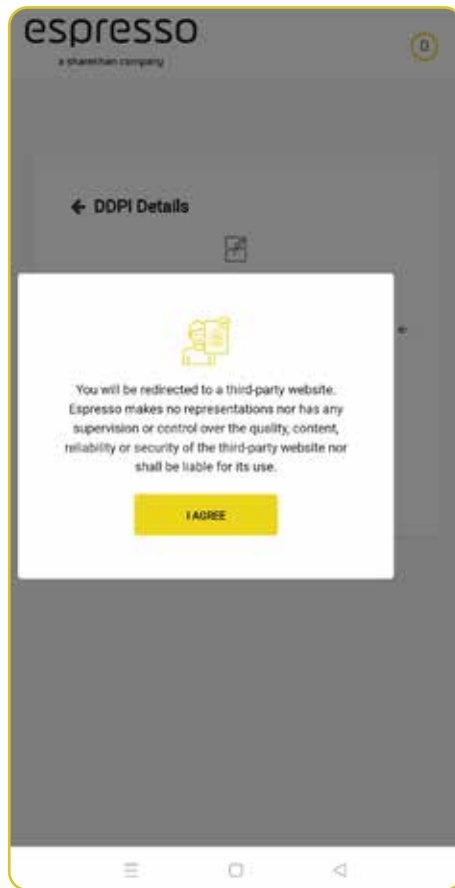 espresso
a sharekhan company
D
← DDPI Details
You will be redirected to a third-party website.
Espresso makes no representations nor has any
supervision or control over the quality, content,
reliability or security of the third-party website nor
shall be liable for its use.
I AGREE